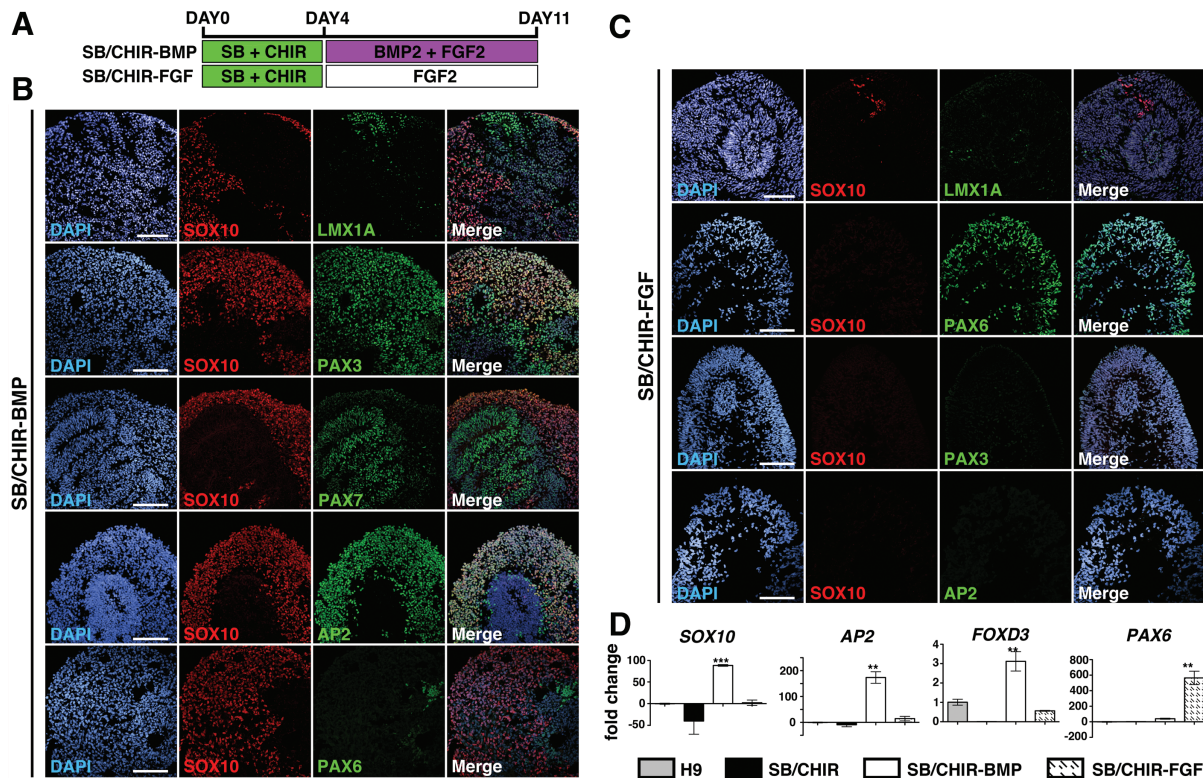 A
DAY0 DAY4 DAY11
SB/CHIR-BMP SB + CHIR BMP2 + FGF2
SB/CHIR-FGF SB + CHIR FGF2
B
SB/CHIR-BMP
DAPI SOX10 LMX1A Merge
DAPI SOX10 PAX3 Merge
DAPI SOX10 PAX7 Merge
DAPI SOX10 AP2 Merge
DAPI SOX10 PAX6 Merge
C
SB/CHIR-FGF
DAPI SOX10 LMX1A Merge
DAPI SOX10 PAX6 Merge
DAPI SOX10 PAX3 Merge
DAPI SOX10 AP2 Merge
D
fold change
SOX10
100
50
0
-50
***
AP2
200
100
0
**
FOXD3
4
3
2
1
0
**
PAX6
800
600
400
200
0
-200
**
H9 SB/CHIR SB/CHIR-BMP SB/CHIR-FGF